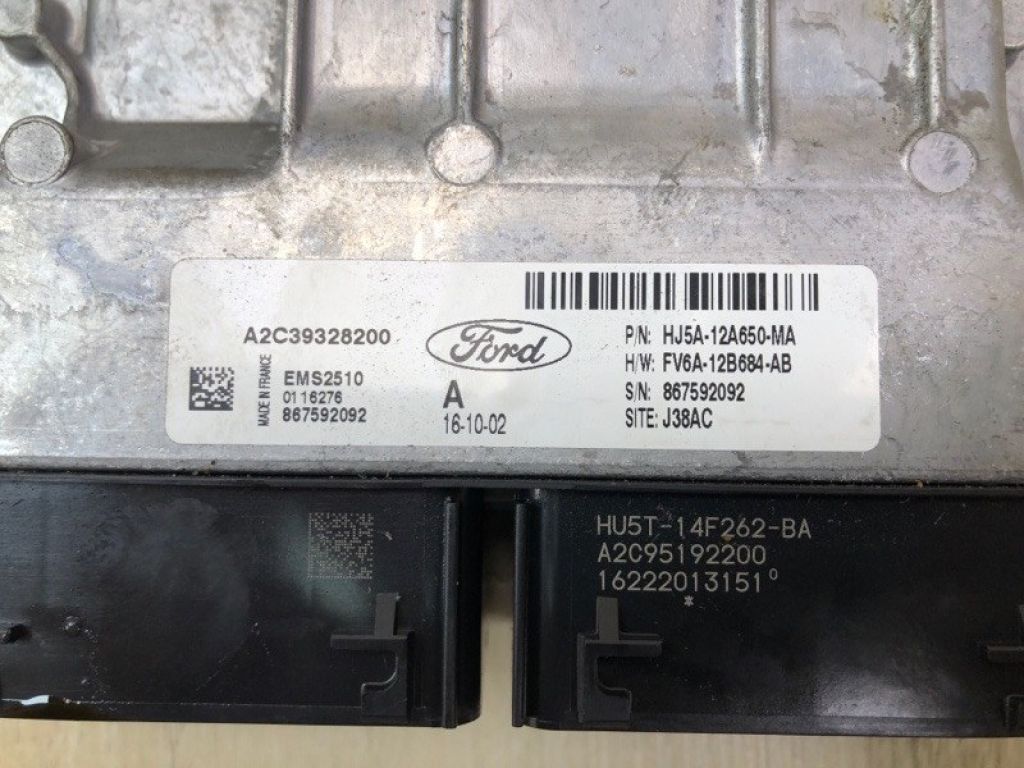 A2C39328200
MADE IN FRANCE
EMS2510
0116276
867592092
Ford
A
16-10-02
P/N: HJ5A-12A650-MA
H/W: FV6A-12B684-AB
S/N: 867592092
SITE: J38AC
HU5T-14F262-BA
A2C95192200
16222013151⁰
*